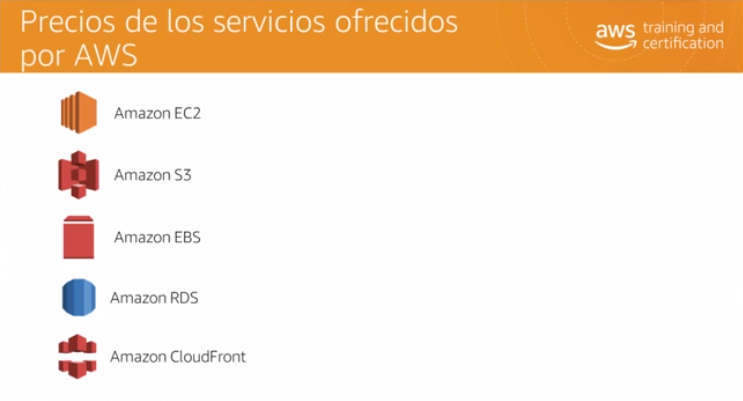 Precios de los servicios ofrecidos
por AWS
aws training and
certification
Amazon EC2
Amazon S3
Amazon EBS
Amazon RDS
Amazon CloudFront